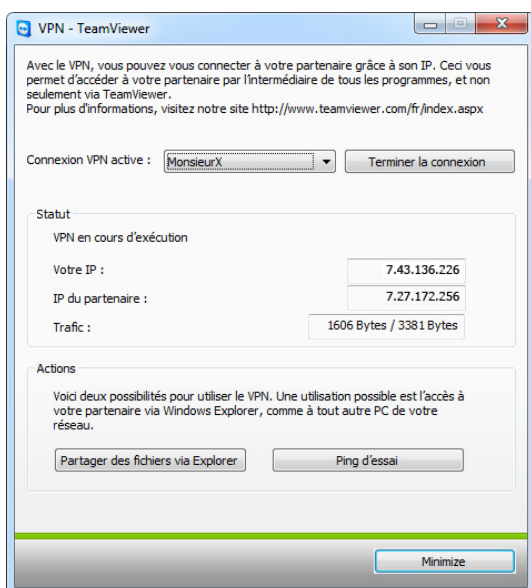 VPN - TeamViewer
Avec le VPN, vous pouvez vous connecter à votre partenaire grâce à son IP. Ceci vous
permet d'accéder à votre partenaire par l'intermédiaire de tous les programmes, et non
seulement via TeamViewer.
Pour plus d'informations, visitez notre site http://www.teamviewer.com/fr/index.aspx
Connexion VPN active : MonsieurX Terminer la connexion
Statut
VPN en cours d'exécution
Votre IP : 7.43.136.226
IP du partenaire : 7.27.172.256
Trafic : 1606 Bytes / 3381 Bytes
Actions
Voici deux possibilités pour utiliser le VPN. Une utilisation possible est l'accès à
votre partenaire via Windows Explorer, comme à tout autre PC de votre
réseau.
Partager des fichiers via Explorer Ping d'essai
Minimize